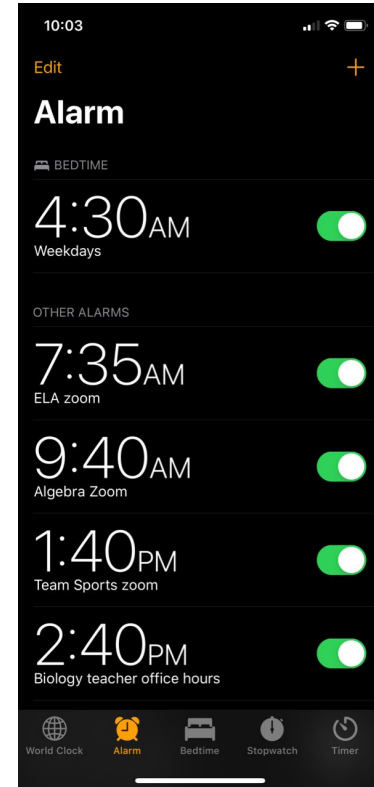 10:03
Edit
Alarm
BEDTIME
4:30AM
Weekdays
OTHER ALARMS
7:35AM
ELA zoom
9:40AM
Algebra Zoom
1:40PM
Team Sports zoom
2:40PM
Biology teacher office hours
World Clock Alarm Bedtime Stopwatch Timer